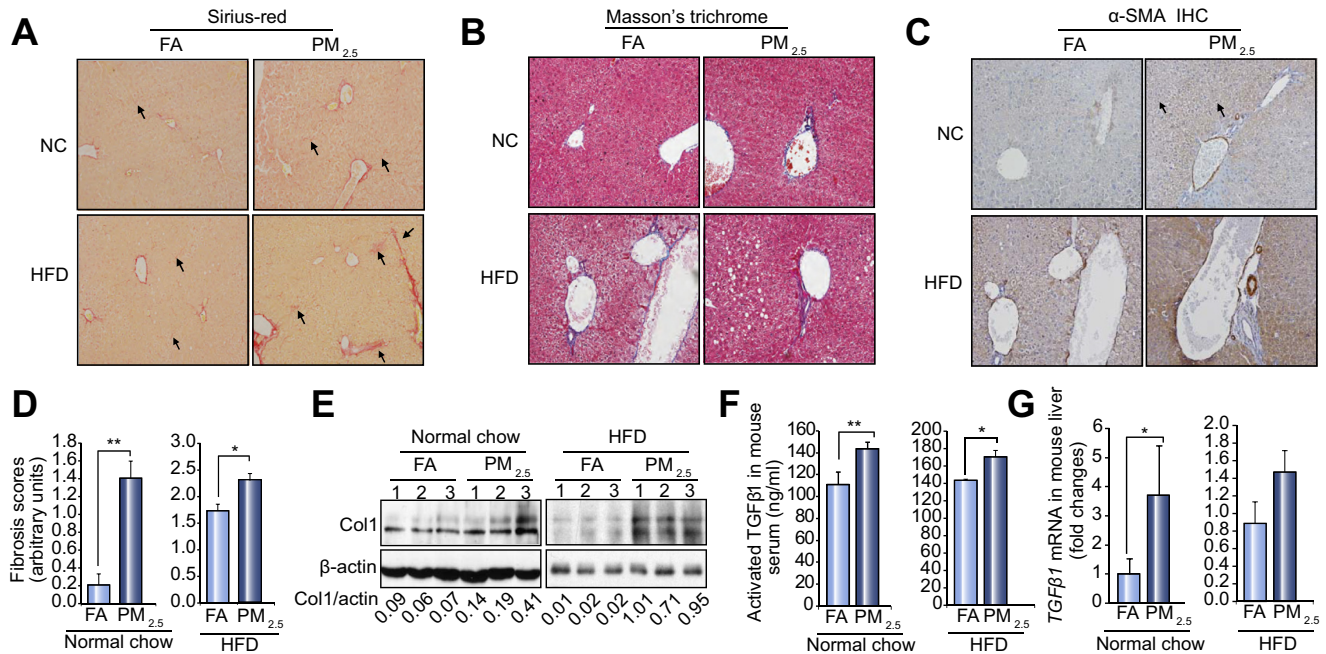 A
Sirius-red
FA PM2.5
NC
HFD
B
Masson's trichrome
FA PM2.5
NC
HFD
C
α-SMA IHC
FA PM2.5
NC
HFD
D
Fibrosis scores
(arbitrary units)
1.8
1.6
1.4
1.2
1.0
0.8
0.6
0.4
0.2
0.0
**
FA PM2.5
Normal chow
3.0
2.5
2.0
1.5
1.0
0.5
0.0
*
FA PM2.5
HFD
E
Normal chow HFD
FA PM2.5 FA PM2.5
1 2 3 1 2 3 1 2 3 1 2 3
Col1
β-actin
Col1/actin 0.09 0.06 0.07 0.14 0.19 0.41 0.01 0.02 0.02 1.01 0.71 0.95
F
Activated TGFβ1 in mouse
serum (ng/ml)
160
140
120
100
80
60
40
20
0
**
FA PM2.5
Normal chow
200
180
160
140
120
100
80
60
40
20
0
*
FA PM2.5
HFD
G
TGFβ1 mRNA in mouse liver
(fold changes)
6
5
4
3
2
1
0
*
FA PM2.5
Normal chow
2.0
1.8
1.6
1.4
1.2
1.0
0.8
0.6
0.4
0.2
0.0
FA PM2.5
HFD